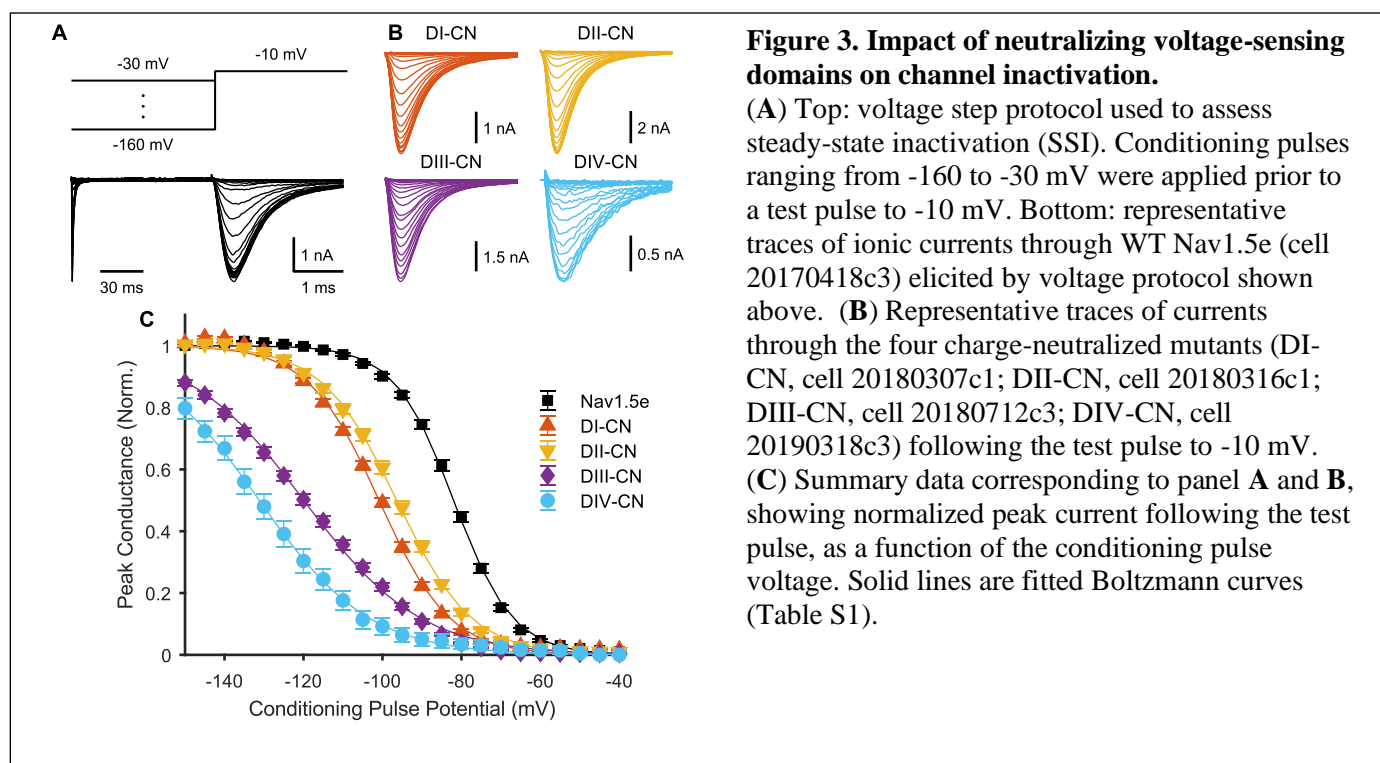 A
-30 mV
-10 mV
-160 mV
30 ms
1 nA
1 ms
B
DI-CN
DII-CN
1 nA
2 nA
DIII-CN
DIV-CN
1.5 nA
0.5 nA
C
Peak Conductance (Norm.)
1
0.8
0.6
0.4
0.2
0
Nav1.5e
DI-CN
DII-CN
DIII-CN
DIV-CN
-140
-120
-100
-80
-60
-40
Conditioning Pulse Potential (mV)
Figure 3. Impact of neutralizing voltage-sensing
domains on channel inactivation.
(A) Top: voltage step protocol used to assess
steady-state inactivation (SSI). Conditioning pulses
ranging from -160 to -30 mV were applied prior to
a test pulse to -10 mV. Bottom: representative
traces of ionic currents through WT Nav1.5e (cell
20170418c3) elicited by voltage protocol shown
above. (B) Representative traces of currents
through the four charge-neutralized mutants (DI-
CN, cell 20180307c1; DII-CN, cell 20180316c1;
DIII-CN, cell 20180712c3; DIV-CN, cell
20190318c3) following the test pulse to -10 mV.
(C) Summary data corresponding to panel A and B,
showing normalized peak current following the test
pulse, as a function of the conditioning pulse
voltage. Solid lines are fitted Boltzmann curves
(Table S1).